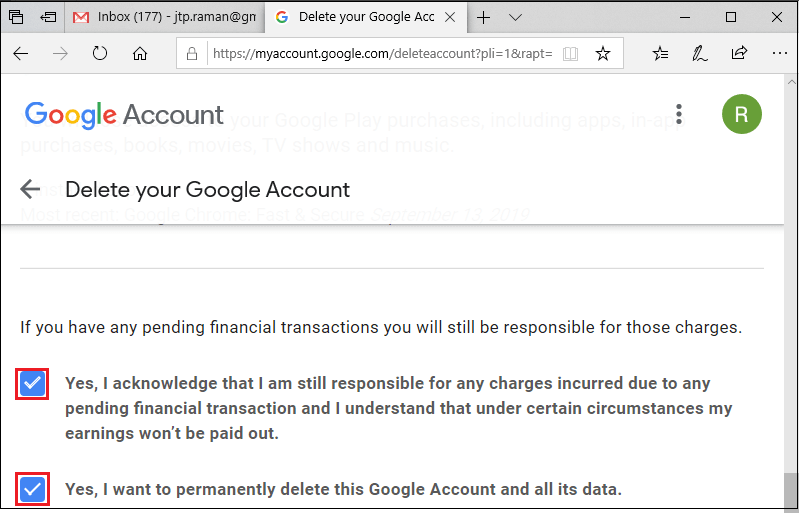 Inbox (177) - jtp.raman@gm
Delete your Google Acc
https://myaccount.google.com/deleteaccount?pli=1&rapt=
Google Account
R
your Google Play purchases, including apps, in-app
purchases, books, movies, TV shows and music.
Delete your Google Account
Most recent: Google Chrome: Fast & Secure September 13, 2019
If you have any pending financial transactions you will still be responsible for those charges.
Yes, I acknowledge that I am still responsible for any charges incurred due to any
pending financial transaction and I understand that under certain circumstances my
earnings won’t be paid out.
Yes, I want to permanently delete this Google Account and all its data.